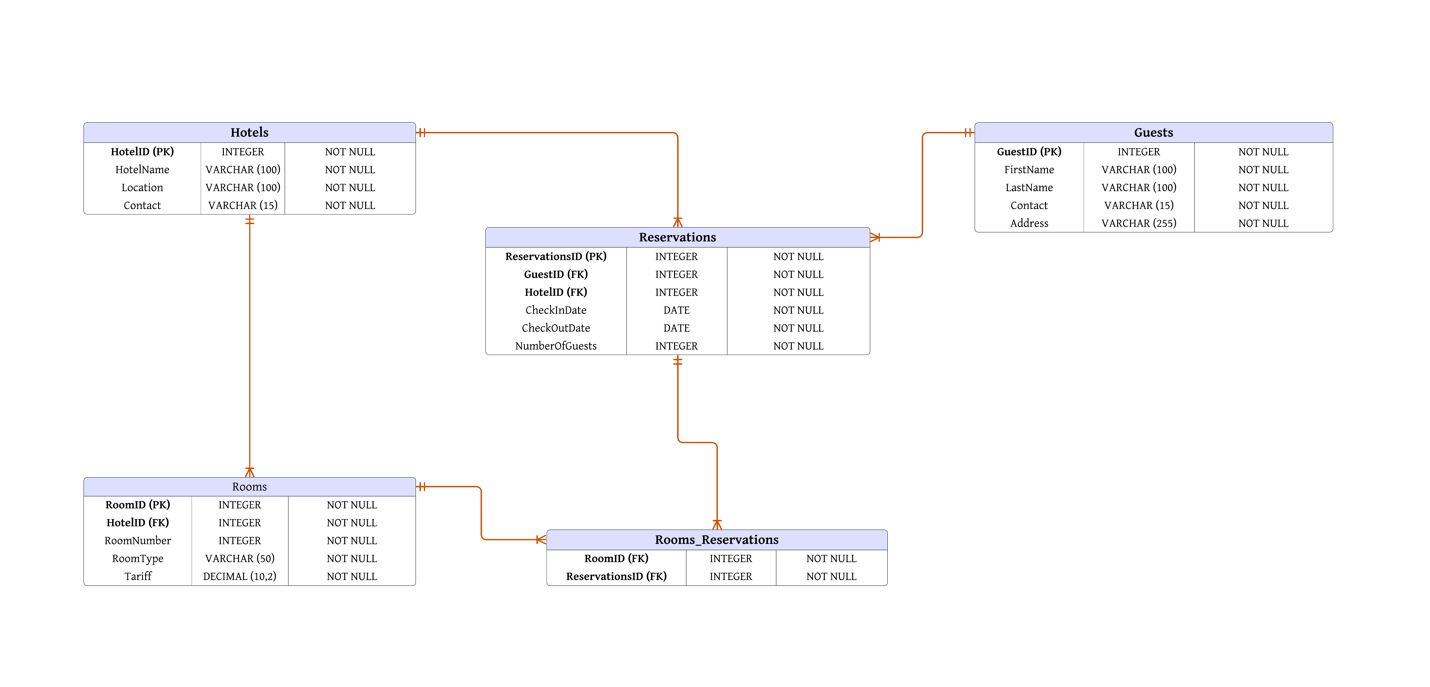 Hotels
HotelID (PK) INTEGER NOT NULL
HotelName VARCHAR (100) NOT NULL
Location VARCHAR (100) NOT NULL
Contact VARCHAR (15) NOT NULL
Guests
GuestID (PK) INTEGER NOT NULL
FirstName VARCHAR (100) NOT NULL
LastName VARCHAR (100) NOT NULL
Contact VARCHAR (15) NOT NULL
Address VARCHAR (255) NOT NULL
Reservations
ReservationsID (PK) INTEGER NOT NULL
GuestID (FK) INTEGER NOT NULL
HotelID (FK) INTEGER NOT NULL
CheckInDate DATE NOT NULL
CheckOutDate DATE NOT NULL
NumberOfGuests INTEGER NOT NULL
Rooms
RoomID (PK) INTEGER NOT NULL
HotelID (FK) INTEGER NOT NULL
RoomNumber INTEGER NOT NULL
RoomType VARCHAR (50) NOT NULL
Tariff DECIMAL (10,2) NOT NULL
Rooms_Reservations
RoomID (FK) INTEGER NOT NULL
ReservationsID (FK) INTEGER NOT NULL